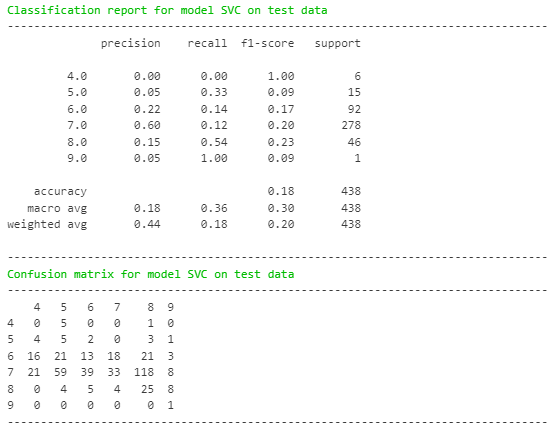 Classification report for model SVC on test data
--------------------------------------------------------------------------------
precision recall f1-score support
4.0 0.00 0.00 1.00 6
5.0 0.05 0.33 0.09 15
6.0 0.22 0.14 0.17 92
7.0 0.60 0.12 0.20 278
8.0 0.15 0.54 0.23 46
9.0 0.05 1.00 0.09 1
accuracy 0.18 438
macro avg 0.18 0.36 0.30 438
weighted avg 0.44 0.18 0.20 438
--------------------------------------------------------------------------------
Confusion matrix for model SVC on test data
--------------------------------------------------------------------------------
4 5 6 7 8 9
4 0 5 0 0 1 0
5 4 5 2 0 3 1
6 16 21 13 18 21 3
7 21 59 39 33 118 8
8 0 4 5 4 25 8
9 0 0 0 0 0 1
--------------------------------------------------------------------------------